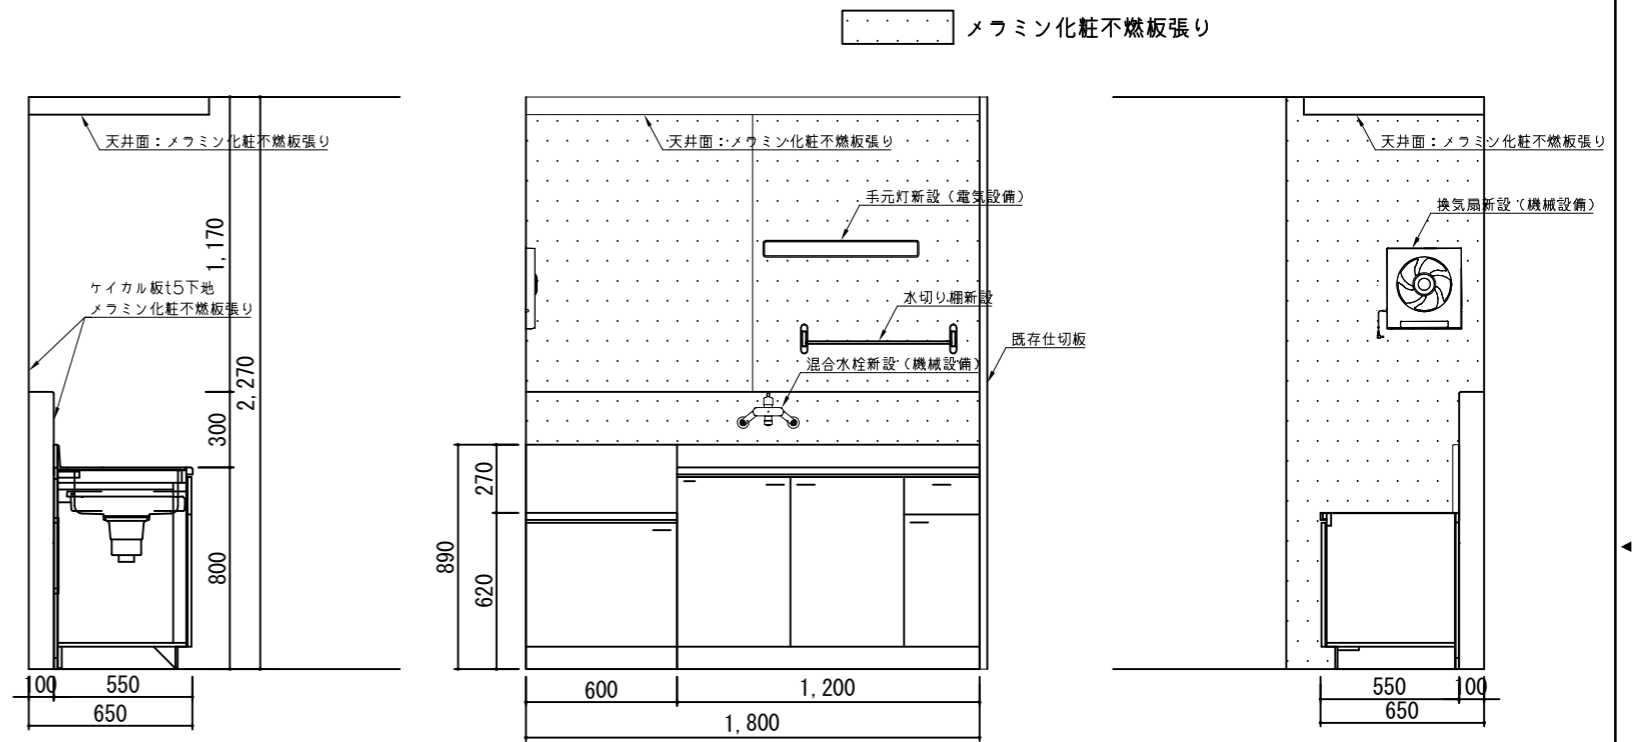 メラミン化粧不燃板張り
天井面：メラミン化粧不燃板張り
1,170
ケイカル板t5下地
メラミン化粧不燃板張り
2,270
300
800
100
550
650
天井面：メラミン化粧不燃板張り
手元灯新設（電気設備）
水切り棚新設
混合水栓新設（機械設備）
既存仕切板
270
890
620
600
1,200
1,800
天井面：メラミン化粧不燃板張り
換気扇新設（機械設備）
550
100
650